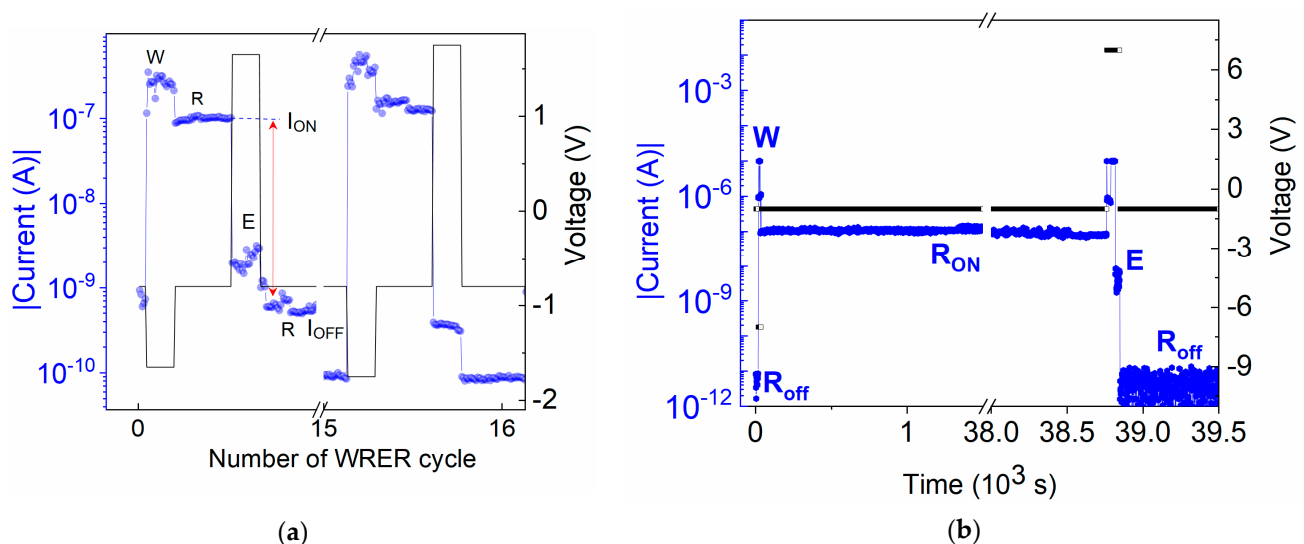 W
R
I_ON
E
R I_OFF
10^-7
10^-8
10^-9
10^-10
|Current (A)|
1
0
-1
-2
Voltage (V)
0 15 16
Number of WRER cycle
(a)
W
R_ON
E
R_off
R_off
10^-3
10^-6
10^-9
10^-12
|Current (A)|
6
3
0
-3
-6
-9
Voltage (V)
0 1 38.0 38.5 39.0 39.5
Time (10^3 s)
(b)